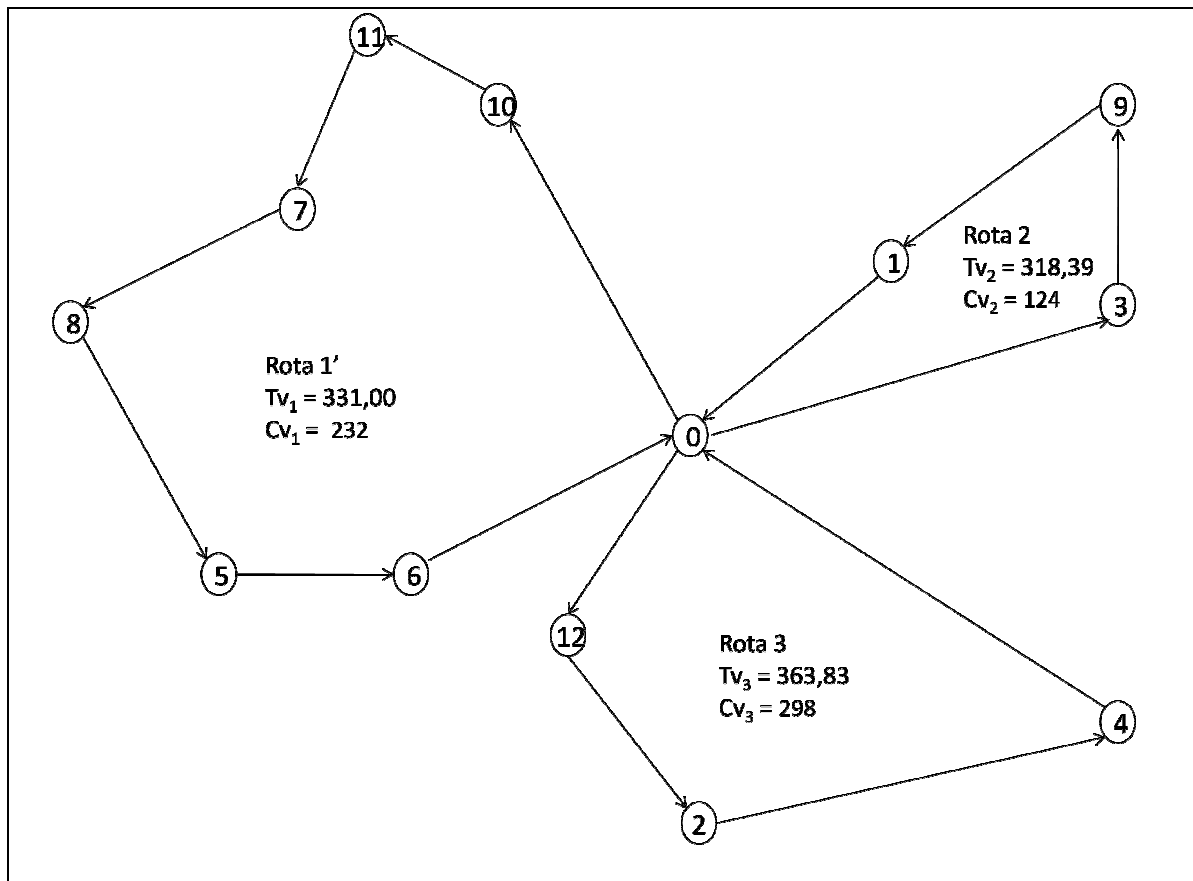 11
10
9
7
1
Rota 2
Tv₂ = 318,39
Cv₂ = 124
3
8
Rota 1’
Tv₁ = 331,00
Cv₁ = 232
0
5
6
12
Rota 3
Tv₃ = 363,83
Cv₃ = 298
4
2